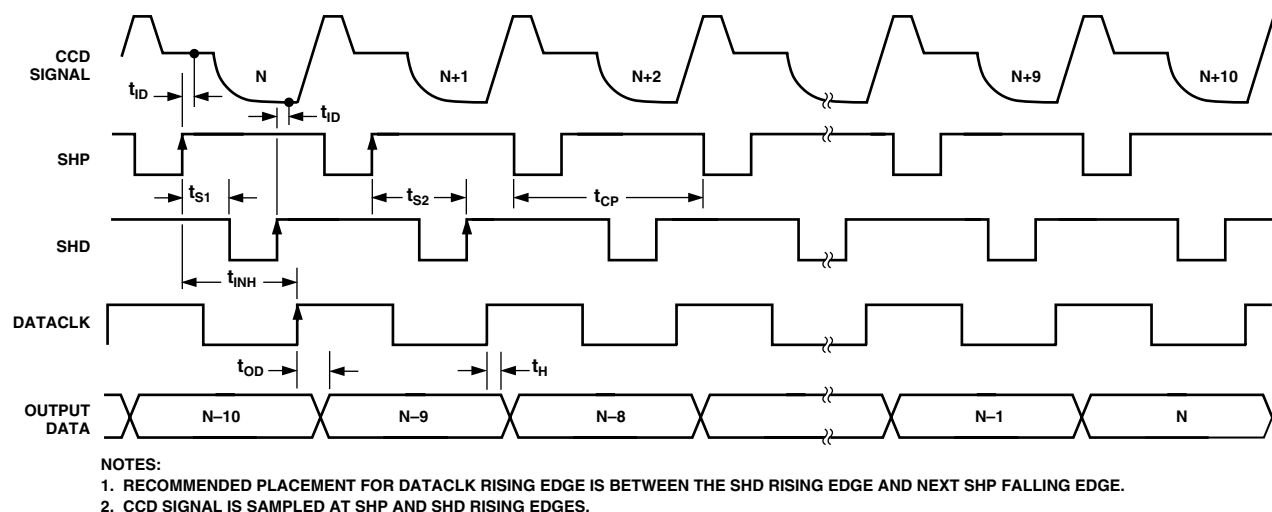 CCD
SIGNAL
N
N+1
N+2
N+9
N+10
tID
tID
SHP
tS1
tS2
tCP
SHD
tINH
DATACLK
tOD
tH
OUTPUT
DATA
N–10
N–9
N–8
N–1
N
NOTES:
1. RECOMMENDED PLACEMENT FOR DATACLK RISING EDGE IS BETWEEN THE SHD RISING EDGE AND NEXT SHP FALLING EDGE.
2. CCD SIGNAL IS SAMPLED AT SHP AND SHD RISING EDGES.